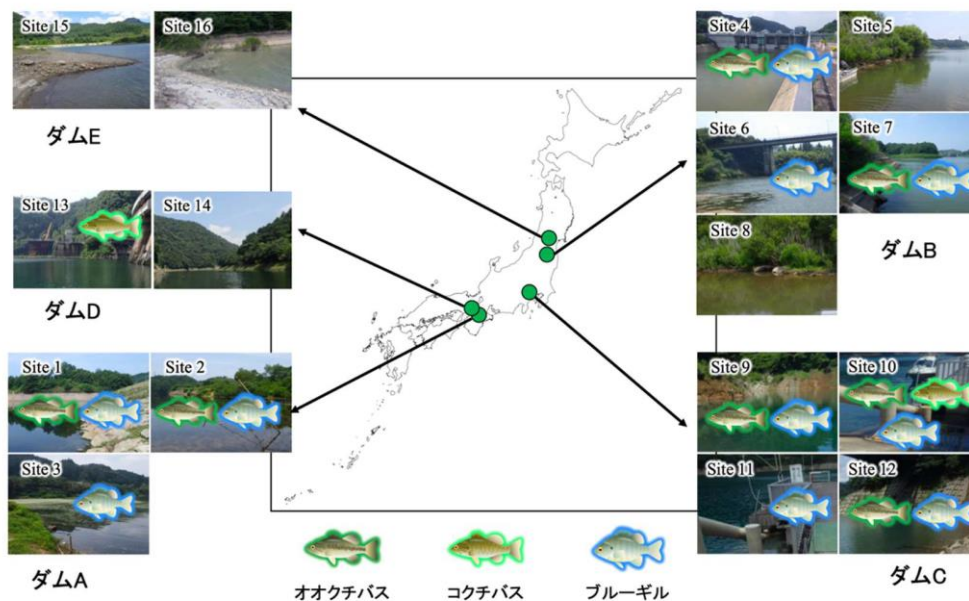 Site 15
Site 16
ダムE
Site 13
Site 14
ダムD
Site 1
Site 2
Site 3
ダムA
Site 4
Site 5
Site 6
Site 7
Site 8
ダムB
Site 9
Site 10
Site 11
Site 12
ダムC
オオクチバス
コクチバス
ブルーギル